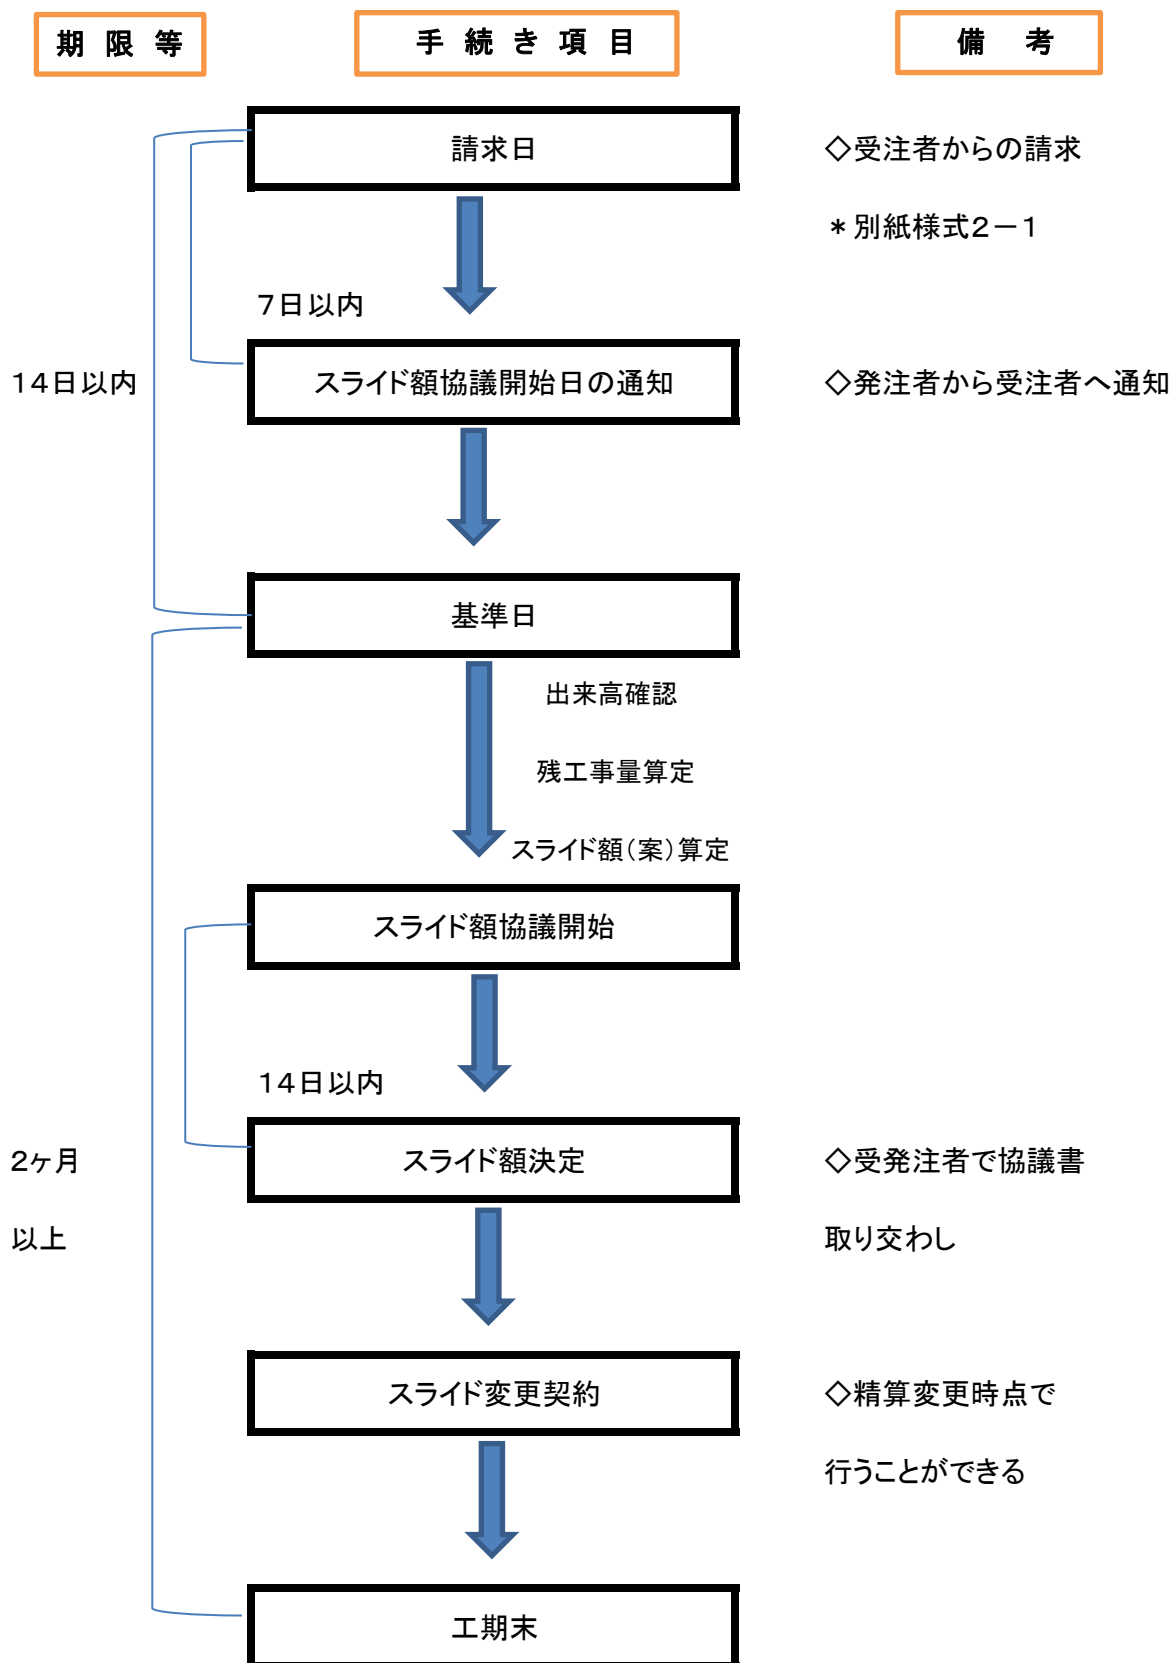 期 限 等
手 続 き 項 目
備 考
請求日
◇受注者からの請求
＊別紙様式２－１
７日以内
１４日以内
スライド額協議開始日の通知
◇発注者から受注者へ通知
基準日
出来高確認
残工事量算定
スライド額（案）算定
スライド額協議開始
１４日以内
２ヶ月
スライド額決定
◇受発注者で協議書
以上
取り交わし
スライド変更契約
◇精算変更時点で
行うことができる
工期末